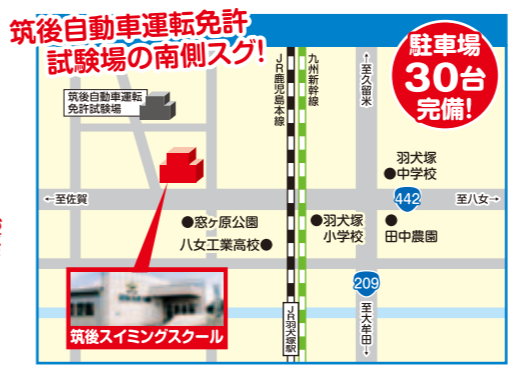 筑後自動車運転免許
試験場の南側スグ!
駐車場
30台
完備!
JR鹿児島本線
九州新幹線
↑至久留米
筑後自動車運転
免許試験場
羽犬塚
●中学校
←至佐賀
442
至八女→
●窓ヶ原公園
八女工業高校●
●羽犬塚
小学校
●
田中農園
209
筑後スイミングスクール
JR羽犬塚駅
至大牟田↓